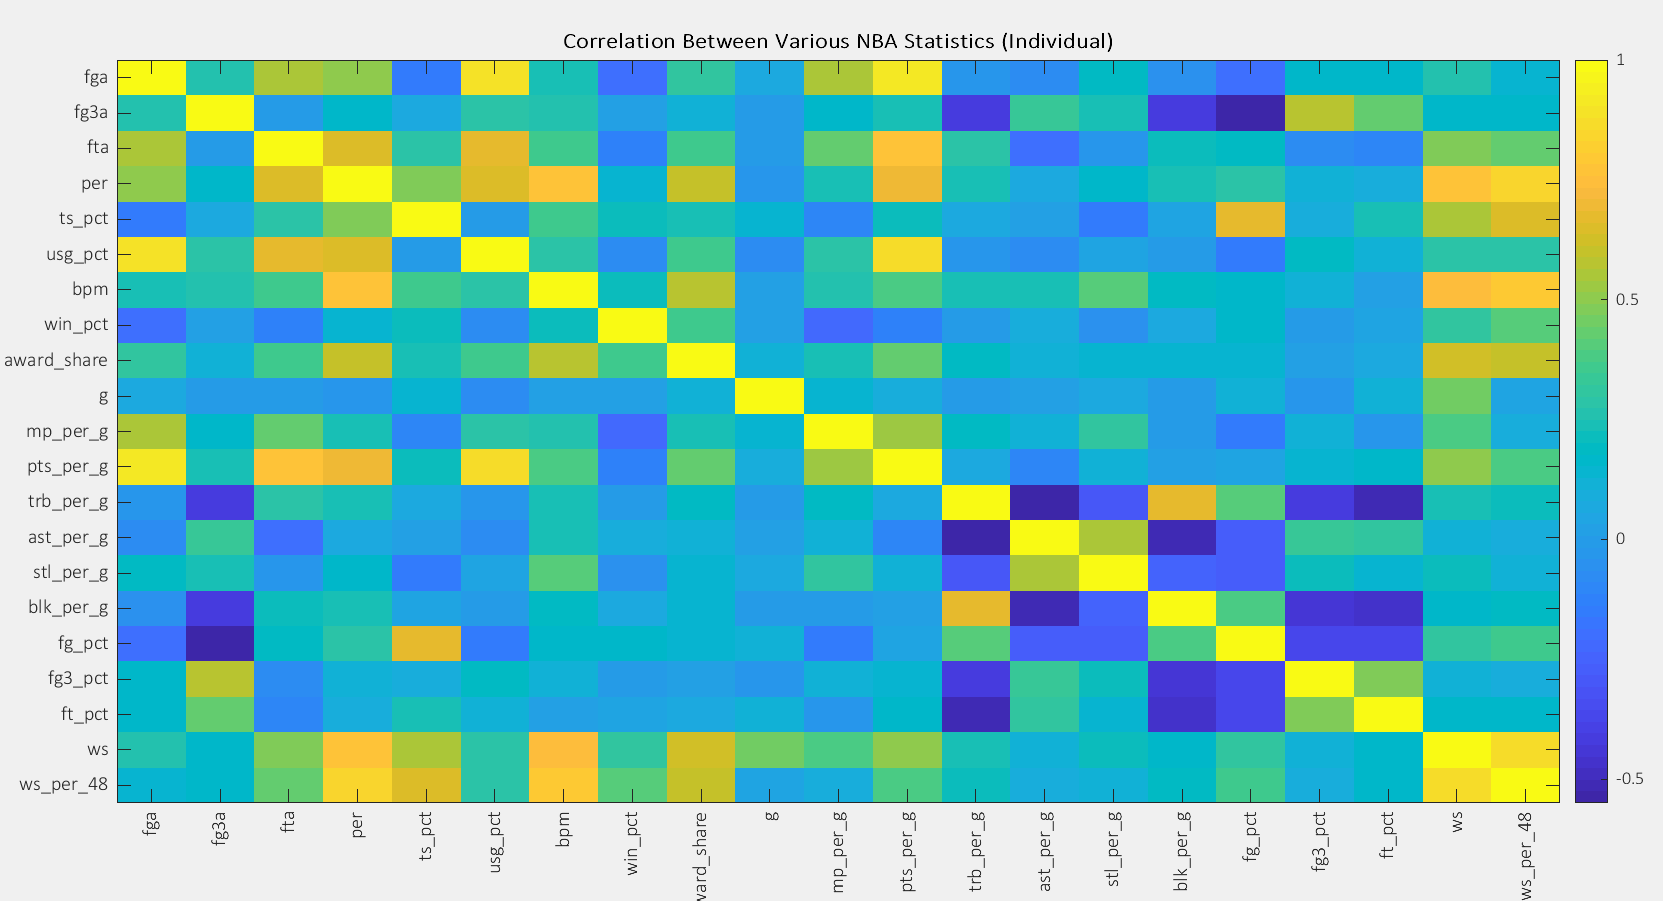 Correlation Between Various NBA Statistics (Individual)
fga
fg3a
fta
per
ts_pct
usg_pct
bpm
win_pct
award_share
g
mp_per_g
pts_per_g
trb_per_g
ast_per_g
stl_per_g
blk_per_g
fg_pct
fg3_pct
ft_pct
ws
ws_per_48
fga
fg3a
fta
per
ts_pct
usg_pct
bpm
win_pct
ward_share
g
mp_per_g
pts_per_g
trb_per_g
ast_per_g
stl_per_g
blk_per_g
fg_pct
fg3_pct
ft_pct
ws
ws_per_48
1
0.5
0
-0.5